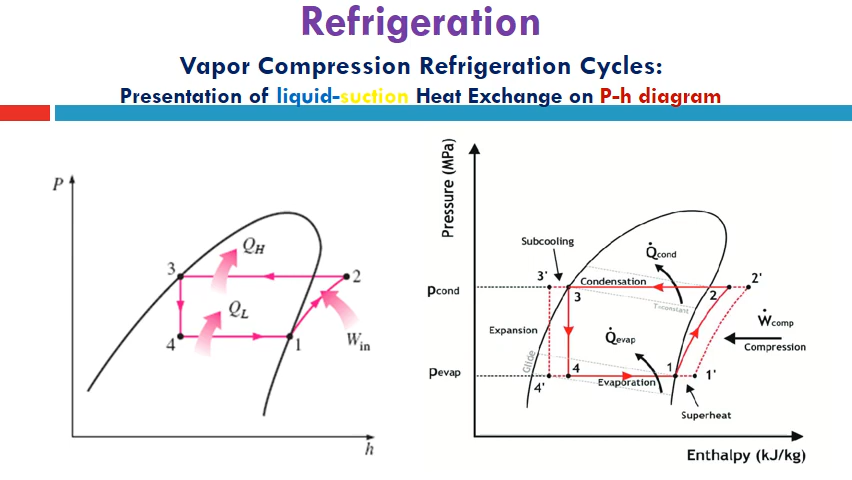 Refrigeration
Vapor Compression Refrigeration Cycles:
Presentation of liquid-suction Heat Exchange on P-h diagram
P
3
Q_H
2
Q_L
4
1
W_in
h
Pressure (MPa)
Subcooling
Q̇cond
3'
Condensation
2
2'
Pcond
3
T=constant
Ẇcomp
Expansion
Q̇evap
Compression
Glide
Pevap
4
1
1'
4'
Evaporation
Superheat
Enthalpy (kJ/kg)